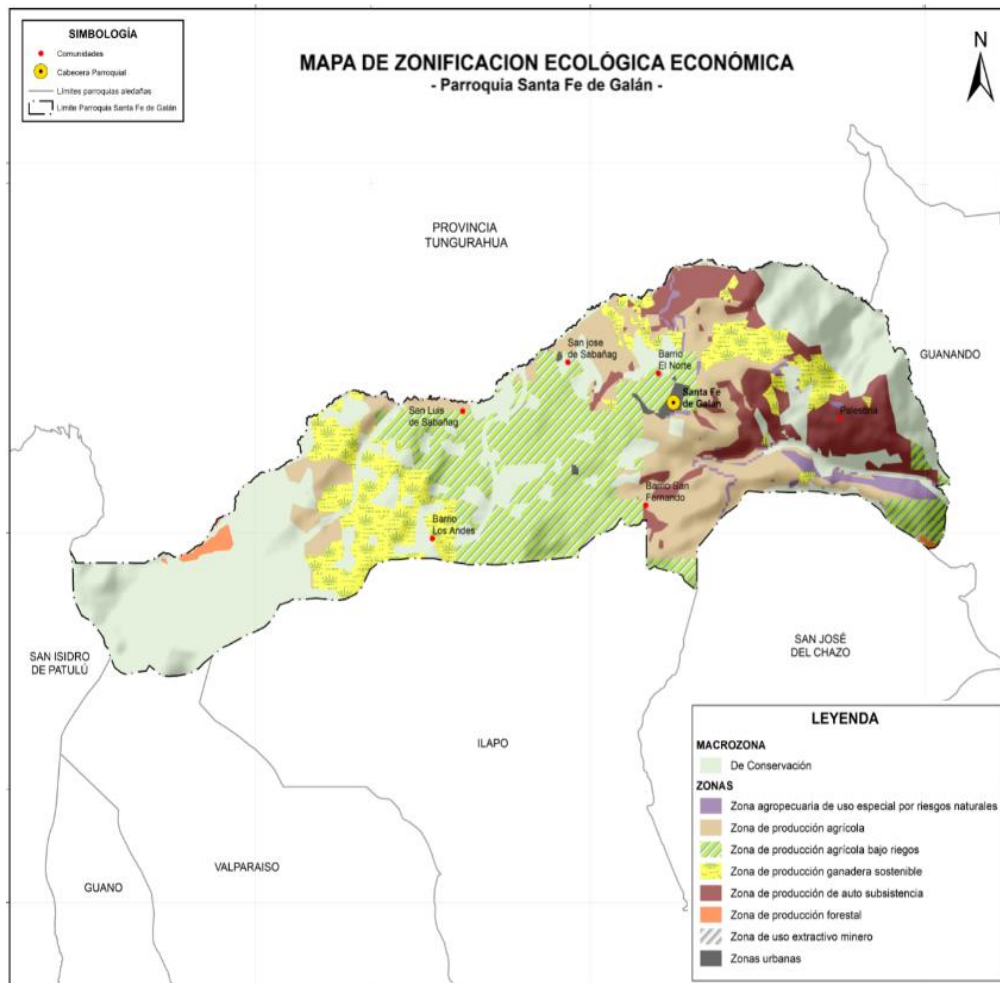 SIMBOLOGÍA
Comunidades
Cabecera Parroquial
Límites parroquias aledañas
Limite Parroquia Santa Fe de Galán
MAPA DE ZONIFICACION ECOLÓGICA ECONÓMICA
- Parroquia Santa Fe de Galán -
N
PROVINCIA
TUNGURAHUA
GUANANDO
San jose
de Sabañag
Barrio
El Norte
Santa Fe
de Galán
San Luis
de Sabañag
Palestina
Barrio San
Fernando
Barrio
Los Andes
SAN ISIDRO
DE PATULÚ
SAN JOSÉ
DEL CHAZO
ILAPO
VALPARAISO
GUANO
LEYENDA
MACROZONA
De Conservación
ZONAS
Zona agropecuaria de uso especial por riesgos naturales
Zona de producción agrícola
Zona de producción agrícola bajo riegos
Zona de producción ganadera sostenible
Zona de producción de auto subsistencia
Zona de producción forestal
Zona de uso extractivo minero
Zonas urbanas